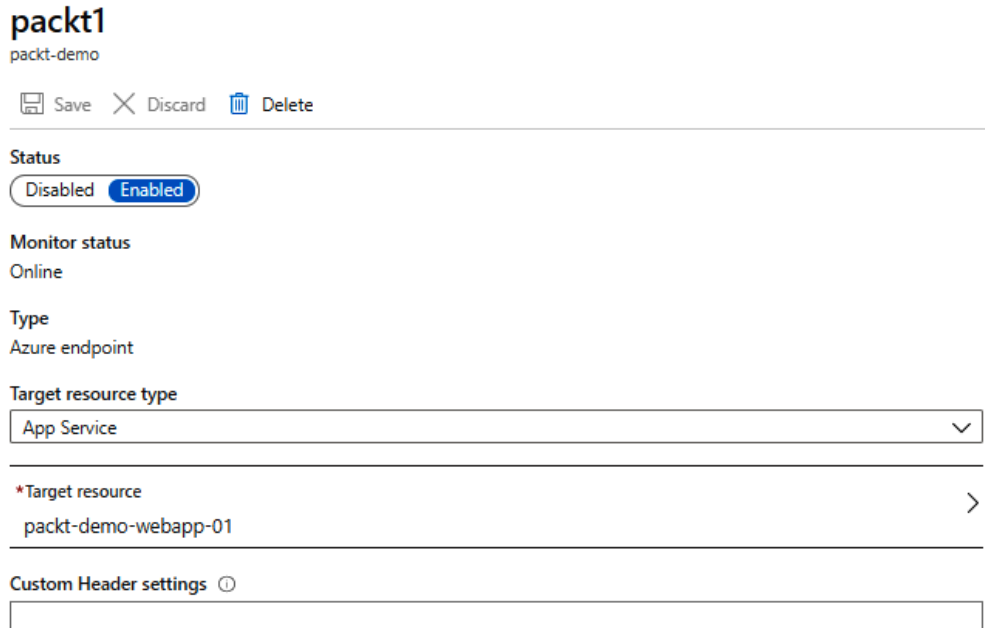 packt1
packt-demo
Save Discard Delete
Status
Disabled Enabled
Monitor status
Online
Type
Azure endpoint
Target resource type
App Service
*Target resource
packt-demo-webapp-01
Custom Header settings